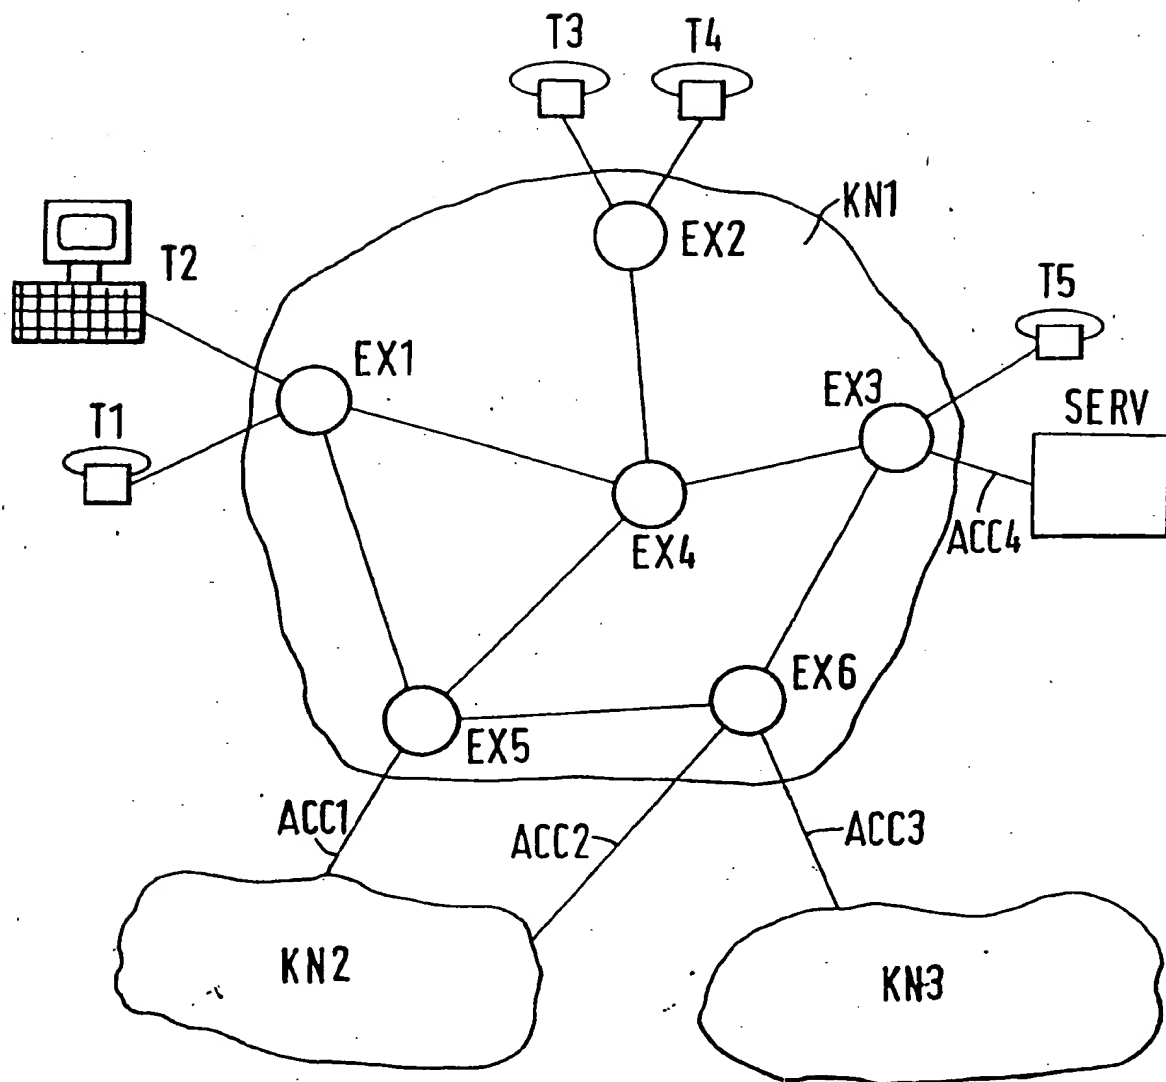 T3
T4
KN1
EX2
T2
T5
EX1
EX3
SERV
T1
ACC4
EX4
EX6
EX5
ACC1
ACC2
ACC3
KN2
KN3